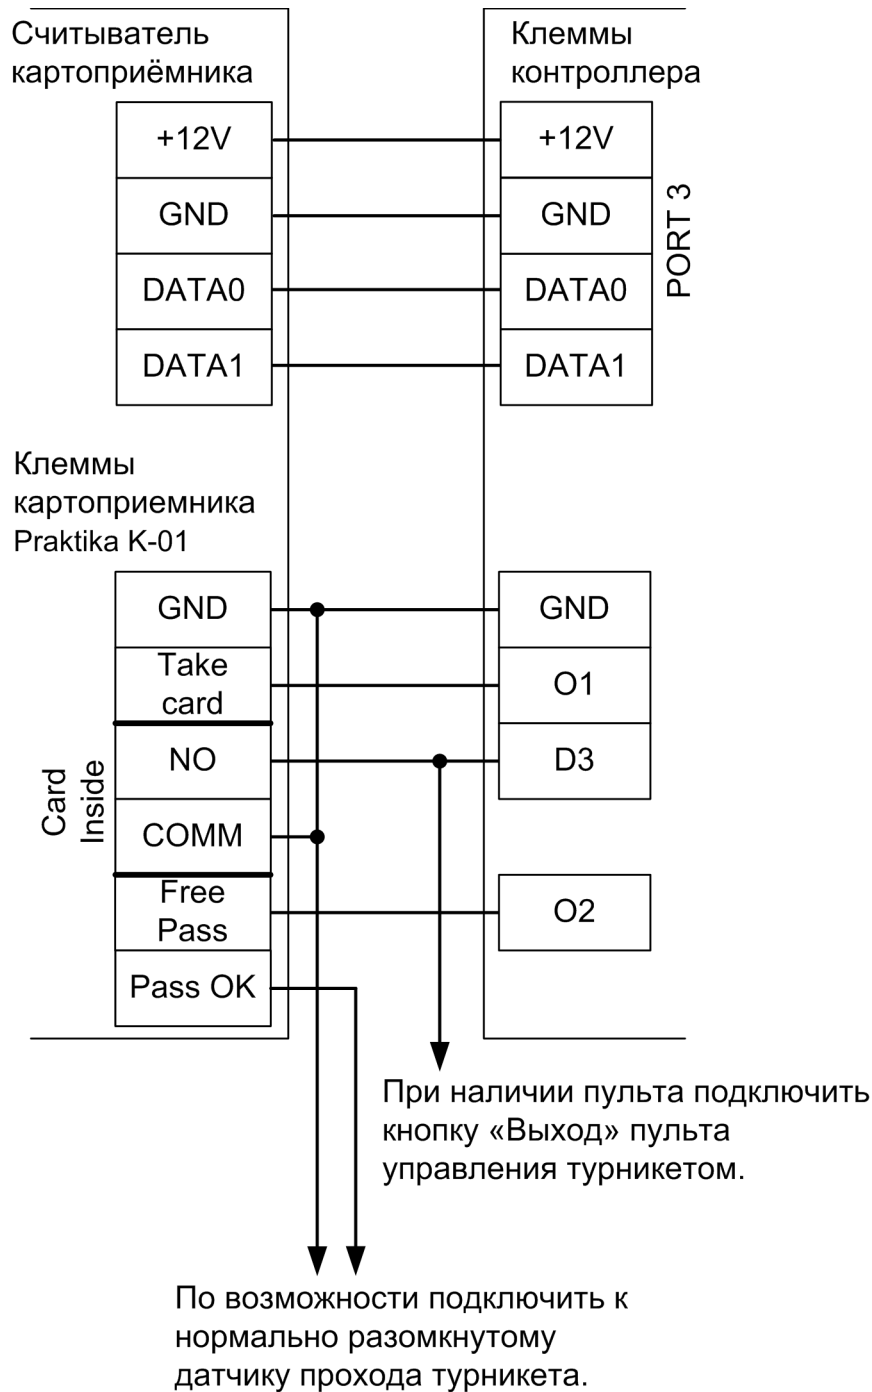 Считыватель
картоприёмника
Клеммы
контроллера
+12V
+12V
GND
GND
DATA0
DATA0
DATA1
DATA1
PORT 3
Клеммы
картоприемника
Praktika K-01
GND
GND
Take
card
O1
NO
D3
Card
Inside
COMM
Free
Pass
O2
Pass OK
При наличии пульта подключить
кнопку «Выход» пульта
управления турникетом.
По возможности подключить к
нормально разомкнутому
датчику прохода турникета.